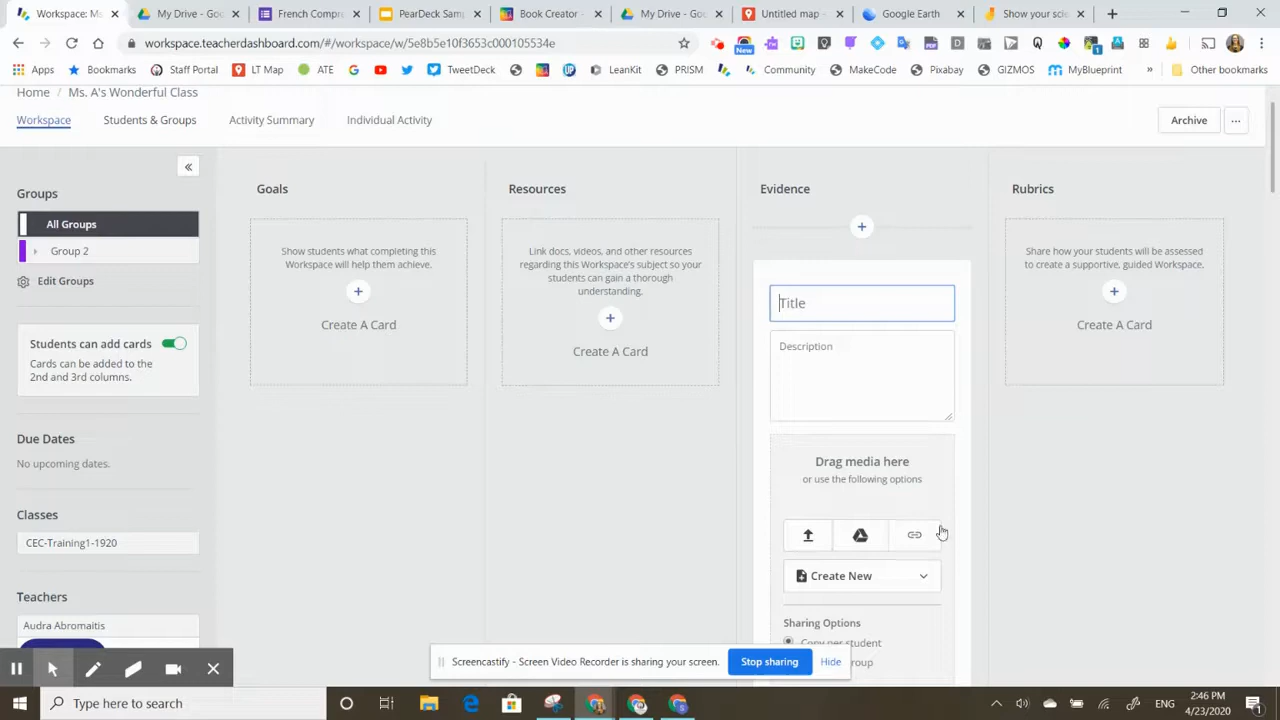 Workspace: Ms.
My Drive - Goo
French Compre
PearDeck Samp
Book Creator -
My Drive - Goo
Untitled map -
Google Earth
Show your scie
workspace.teacherdashboard.com/#/workspace/w/5e8b5e10f3653c000105534e
New
Apps
Bookmarks
Staff Portal
LT Map
ATE
TweetDeck
LeanKit
PRISM
Community
MakeCode
Pixabay
GIZMOS
MyBlueprint
»
Other bookmarks
Home / Ms. A's Wonderful Class
Workspace
Students & Groups
Activity Summary
Individual Activity
Archive
...
«
Groups
All Groups
Group 2
Edit Groups
Students can add cards
Cards can be added to the
2nd and 3rd columns.
Due Dates
No upcoming dates.
Classes
CEC-Training1-1920
Teachers
Audra Abromaitis
Goals
Show students what completing this
Workspace will help them achieve.
+
Create A Card
Resources
Link docs, videos, and other resources
regarding this Workspace's subject so your
students can gain a thorough
understanding.
+
Create A Card
Evidence
+
Title
Description
Drag media here
or use the following options
Create New
Sharing Options
Copy per student
Rubrics
Share how your students will be assessed
to create a supportive, guided Workspace.
+
Create A Card
Screencastify - Screen Video Recorder is sharing your screen.
Stop sharing
Hide
Type here to search
ENG
2:46 PM
4/23/2020